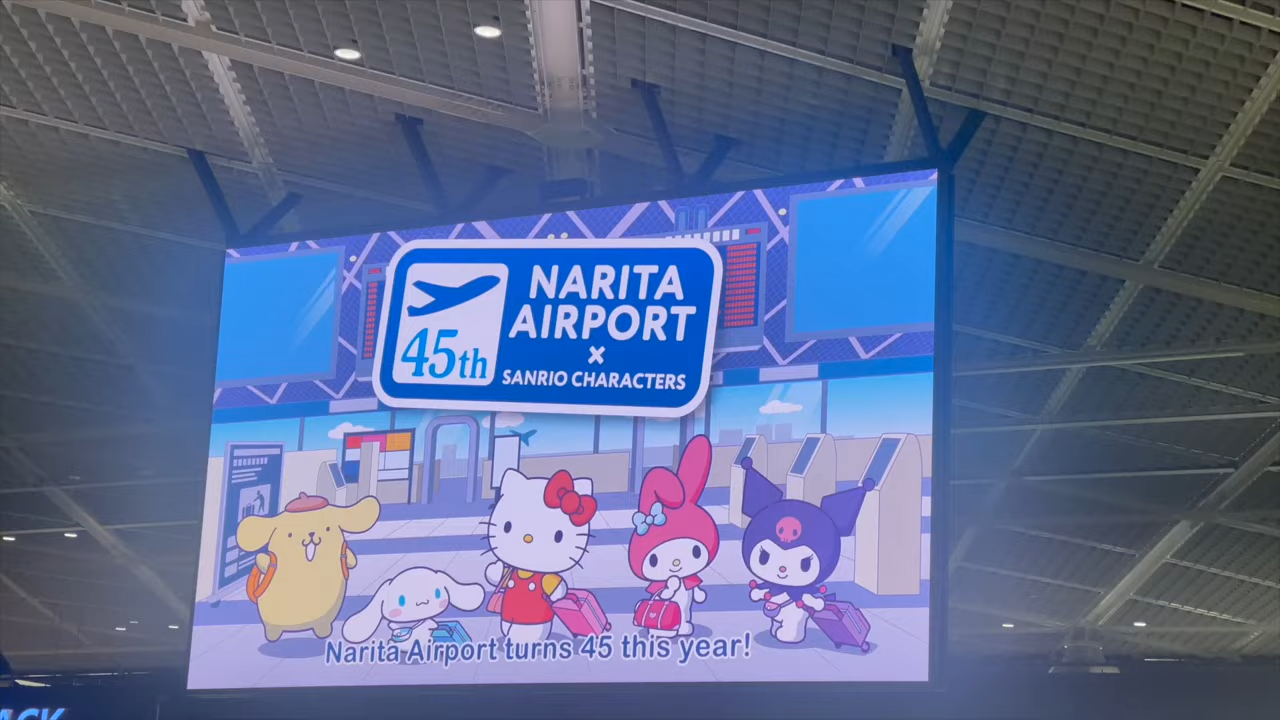 NARITA
AIRPORT
45th
×
SANRIO CHARACTERS
Narita Airport turns 45 this year!